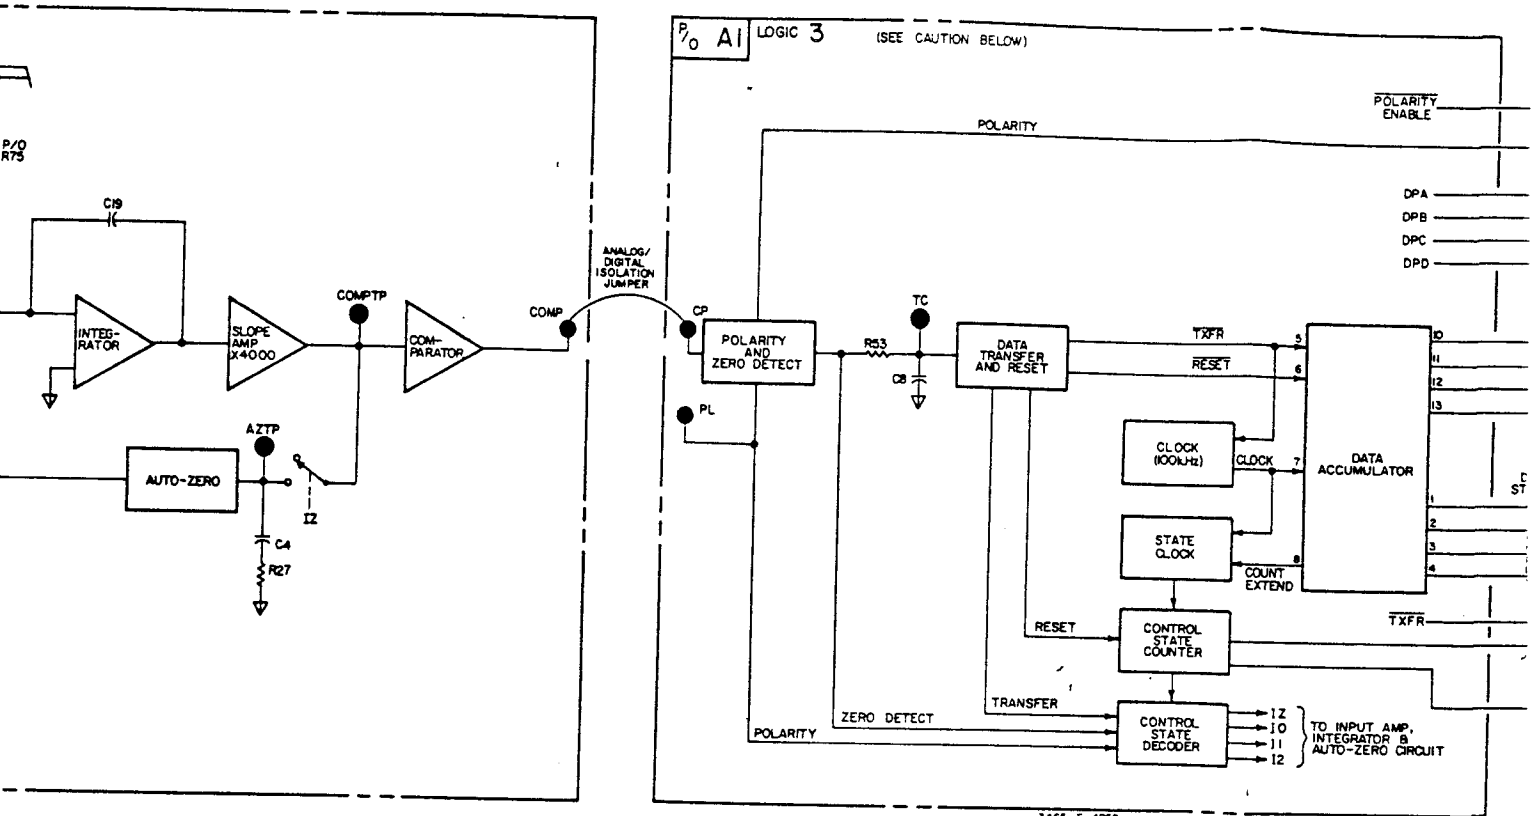 P/O A1 LOGIC 3 (SEE CAUTION BELOW)
P/O
R75
C19
INTEG-
RATOR
SLOPE
AMP
X4000
COMPTP
COM-
PARATOR
COMP
ANALOG/
DIGITAL
ISOLATION
JUMPER
CP
AZTP
AUTO-ZERO
IZ
C4
R27
POLARITY
POLARITY
ENABLE
DPA
DPB
DPC
DPD
POLARITY
AND
ZERO DETECT
PL
R53
TC
C8
DATA
TRANSFER
AND RESET
TXFR
RESET
5
6
7
8
10
11
12
13
1
2
3
4
DATA
ACCUMULATOR
CLOCK
(100kHz)
CLOCK
STATE
CLOCK
COUNT
EXTEND
TXFR
RESET
CONTROL
STATE
COUNTER
TRANSFER
ZERO DETECT
POLARITY
CONTROL
STATE
DECODER
IZ
I0
I1
I2
TO INPUT AMP,
INTEGRATOR &
AUTO-ZERO CIRCUIT
ST